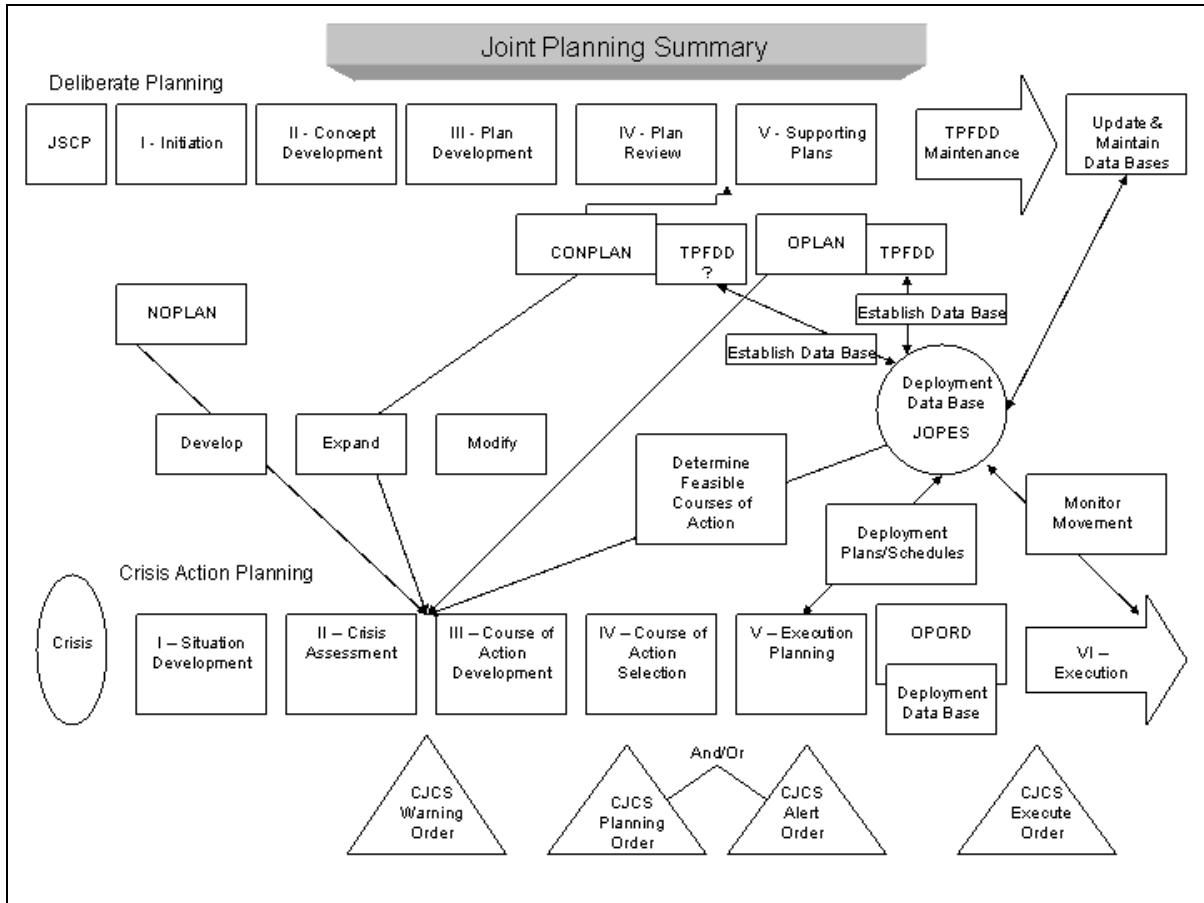 Joint Planning Summary
Deliberate Planning
JSCP
I - Initiation
II - Concept
Development
III - Plan
Development
IV - Plan
Review
V - Supporting
Plans
TPFDD
Maintenance
Update &
Maintain
Data Bases
CONPLAN
TPFDD
?
OPLAN
TPFDD
NOPLAN
Establish Data Base
Establish Data Base
Deployment
Data Base
JOPES
Develop
Expand
Modify
Determine
Feasible
Courses of
Action
Deployment
Plans/Schedules
Monitor
Movement
Crisis Action Planning
Crisis
I – Situation
Development
II – Crisis
Assessment
III – Course of
Action
Development
IV – Course of
Action
Selection
V – Execution
Planning
OPORD
Deployment
Data Base
VI –
Execution
CJCS
Warning
Order
CJCS
Planning
Order
And/Or
CJCS
Alert
Order
CJCS
Execute
Order